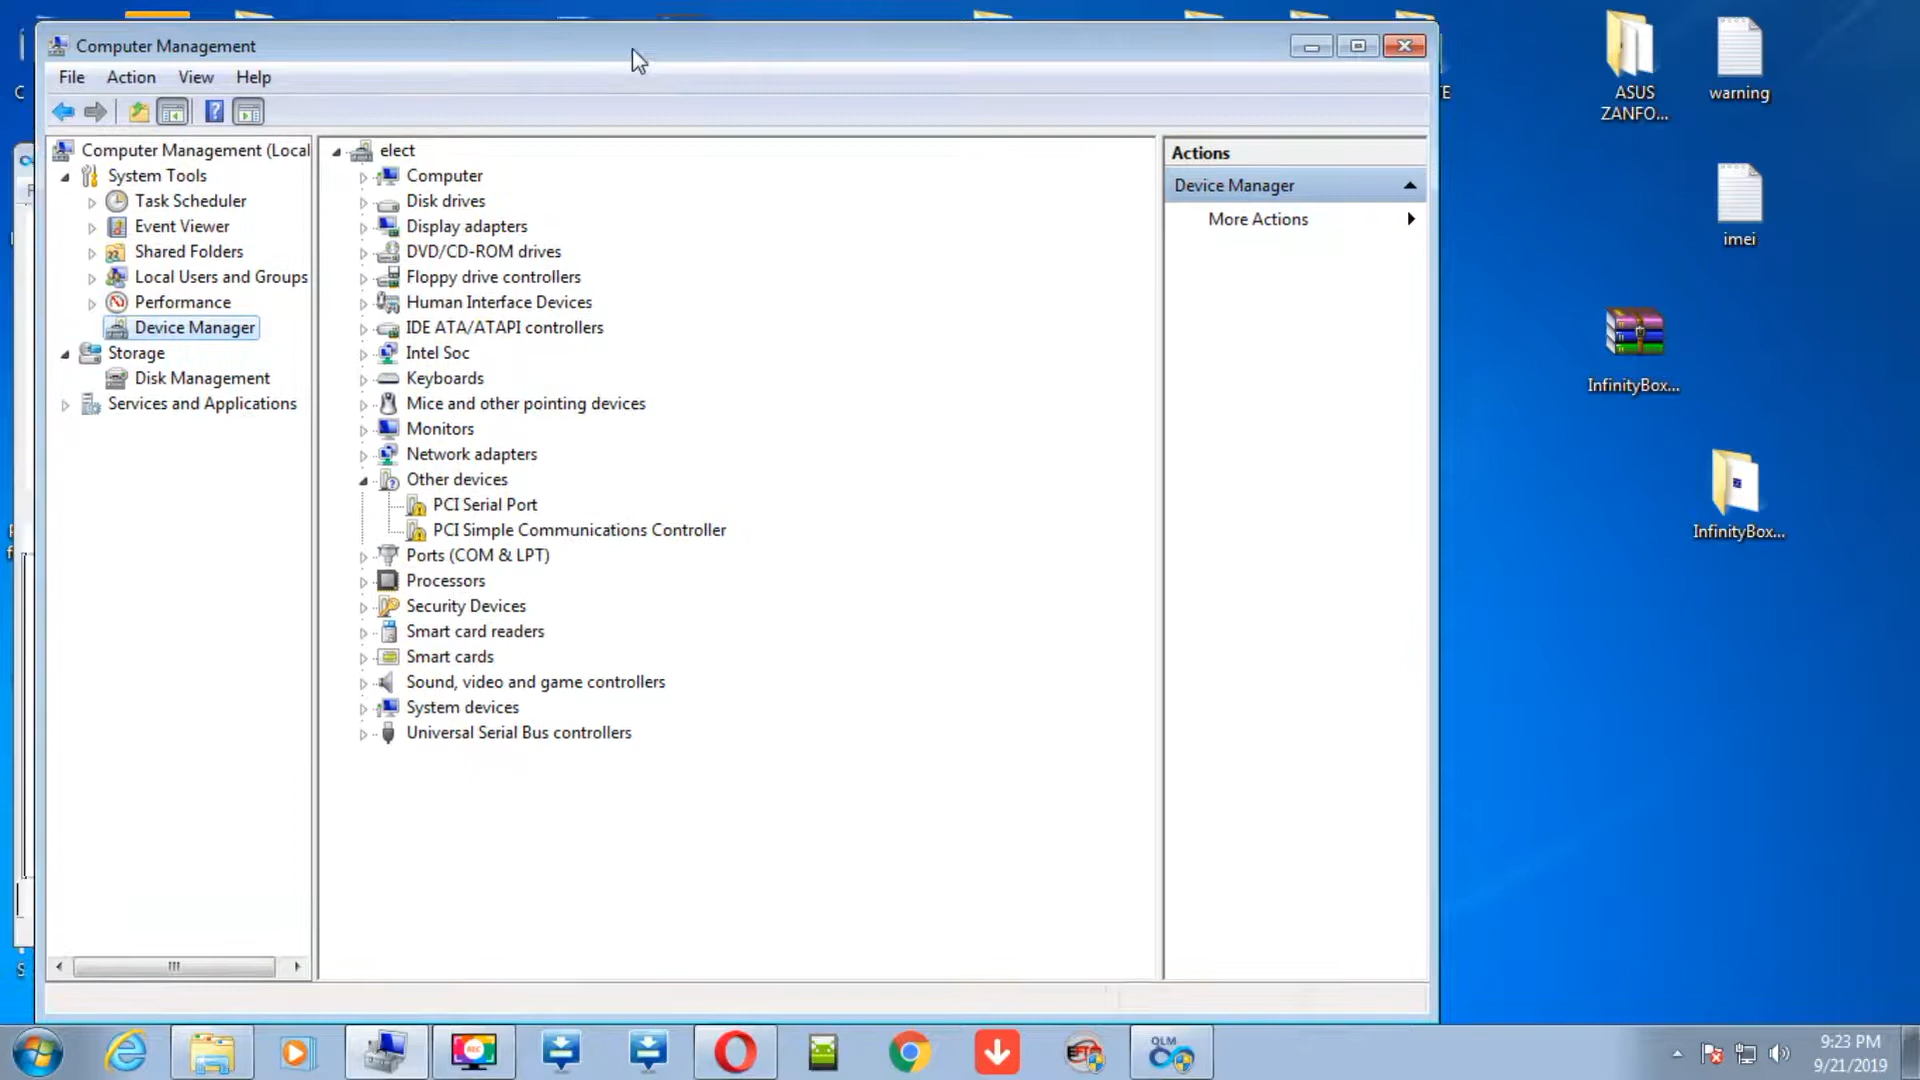 Computer Management
File Action View Help
Computer Management (Local
System Tools
Task Scheduler
Event Viewer
Shared Folders
Local Users and Groups
Performance
Device Manager
Storage
Disk Management
Services and Applications
elect
Computer
Disk drives
Display adapters
DVD/CD-ROM drives
Floppy drive controllers
Human Interface Devices
IDE ATA/ATAPI controllers
Intel Soc
Keyboards
Mice and other pointing devices
Monitors
Network adapters
Other devices
PCI Serial Port
PCI Simple Communications Controller
Ports (COM & LPT)
Processors
Security Devices
Smart card readers
Smart cards
Sound, video and game controllers
System devices
Universal Serial Bus controllers
Actions
Device Manager
More Actions
ASUS
ZANFO...
warning
imei
InfinityBox...
InfinityBox...
REC
EFT
QLM
9:23 PM
9/21/2019